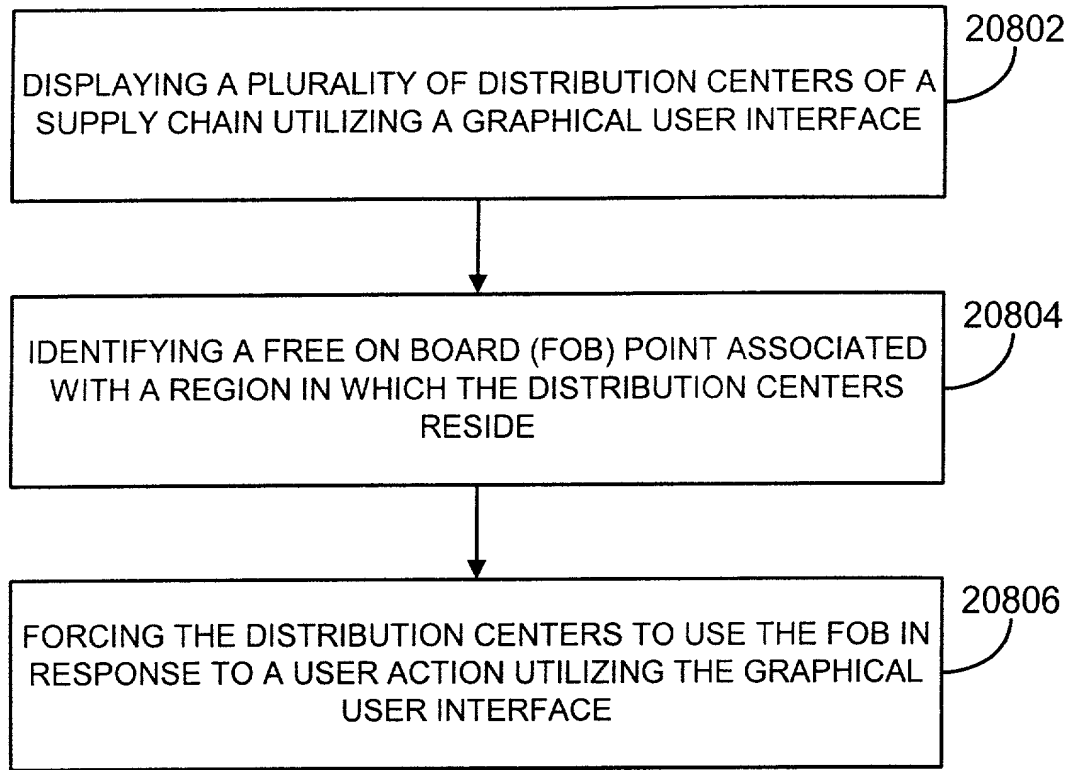 20802
DISPLAYING A PLURALITY OF DISTRIBUTION CENTERS OF A
SUPPLY CHAIN UTILIZING A GRAPHICAL USER INTERFACE
20804
IDENTIFYING A FREE ON BOARD (FOB) POINT ASSOCIATED
WITH A REGION IN WHICH THE DISTRIBUTION CENTERS
RESIDE
20806
FORCING THE DISTRIBUTION CENTERS TO USE THE FOB IN
RESPONSE TO A USER ACTION UTILIZING THE GRAPHICAL
USER INTERFACE